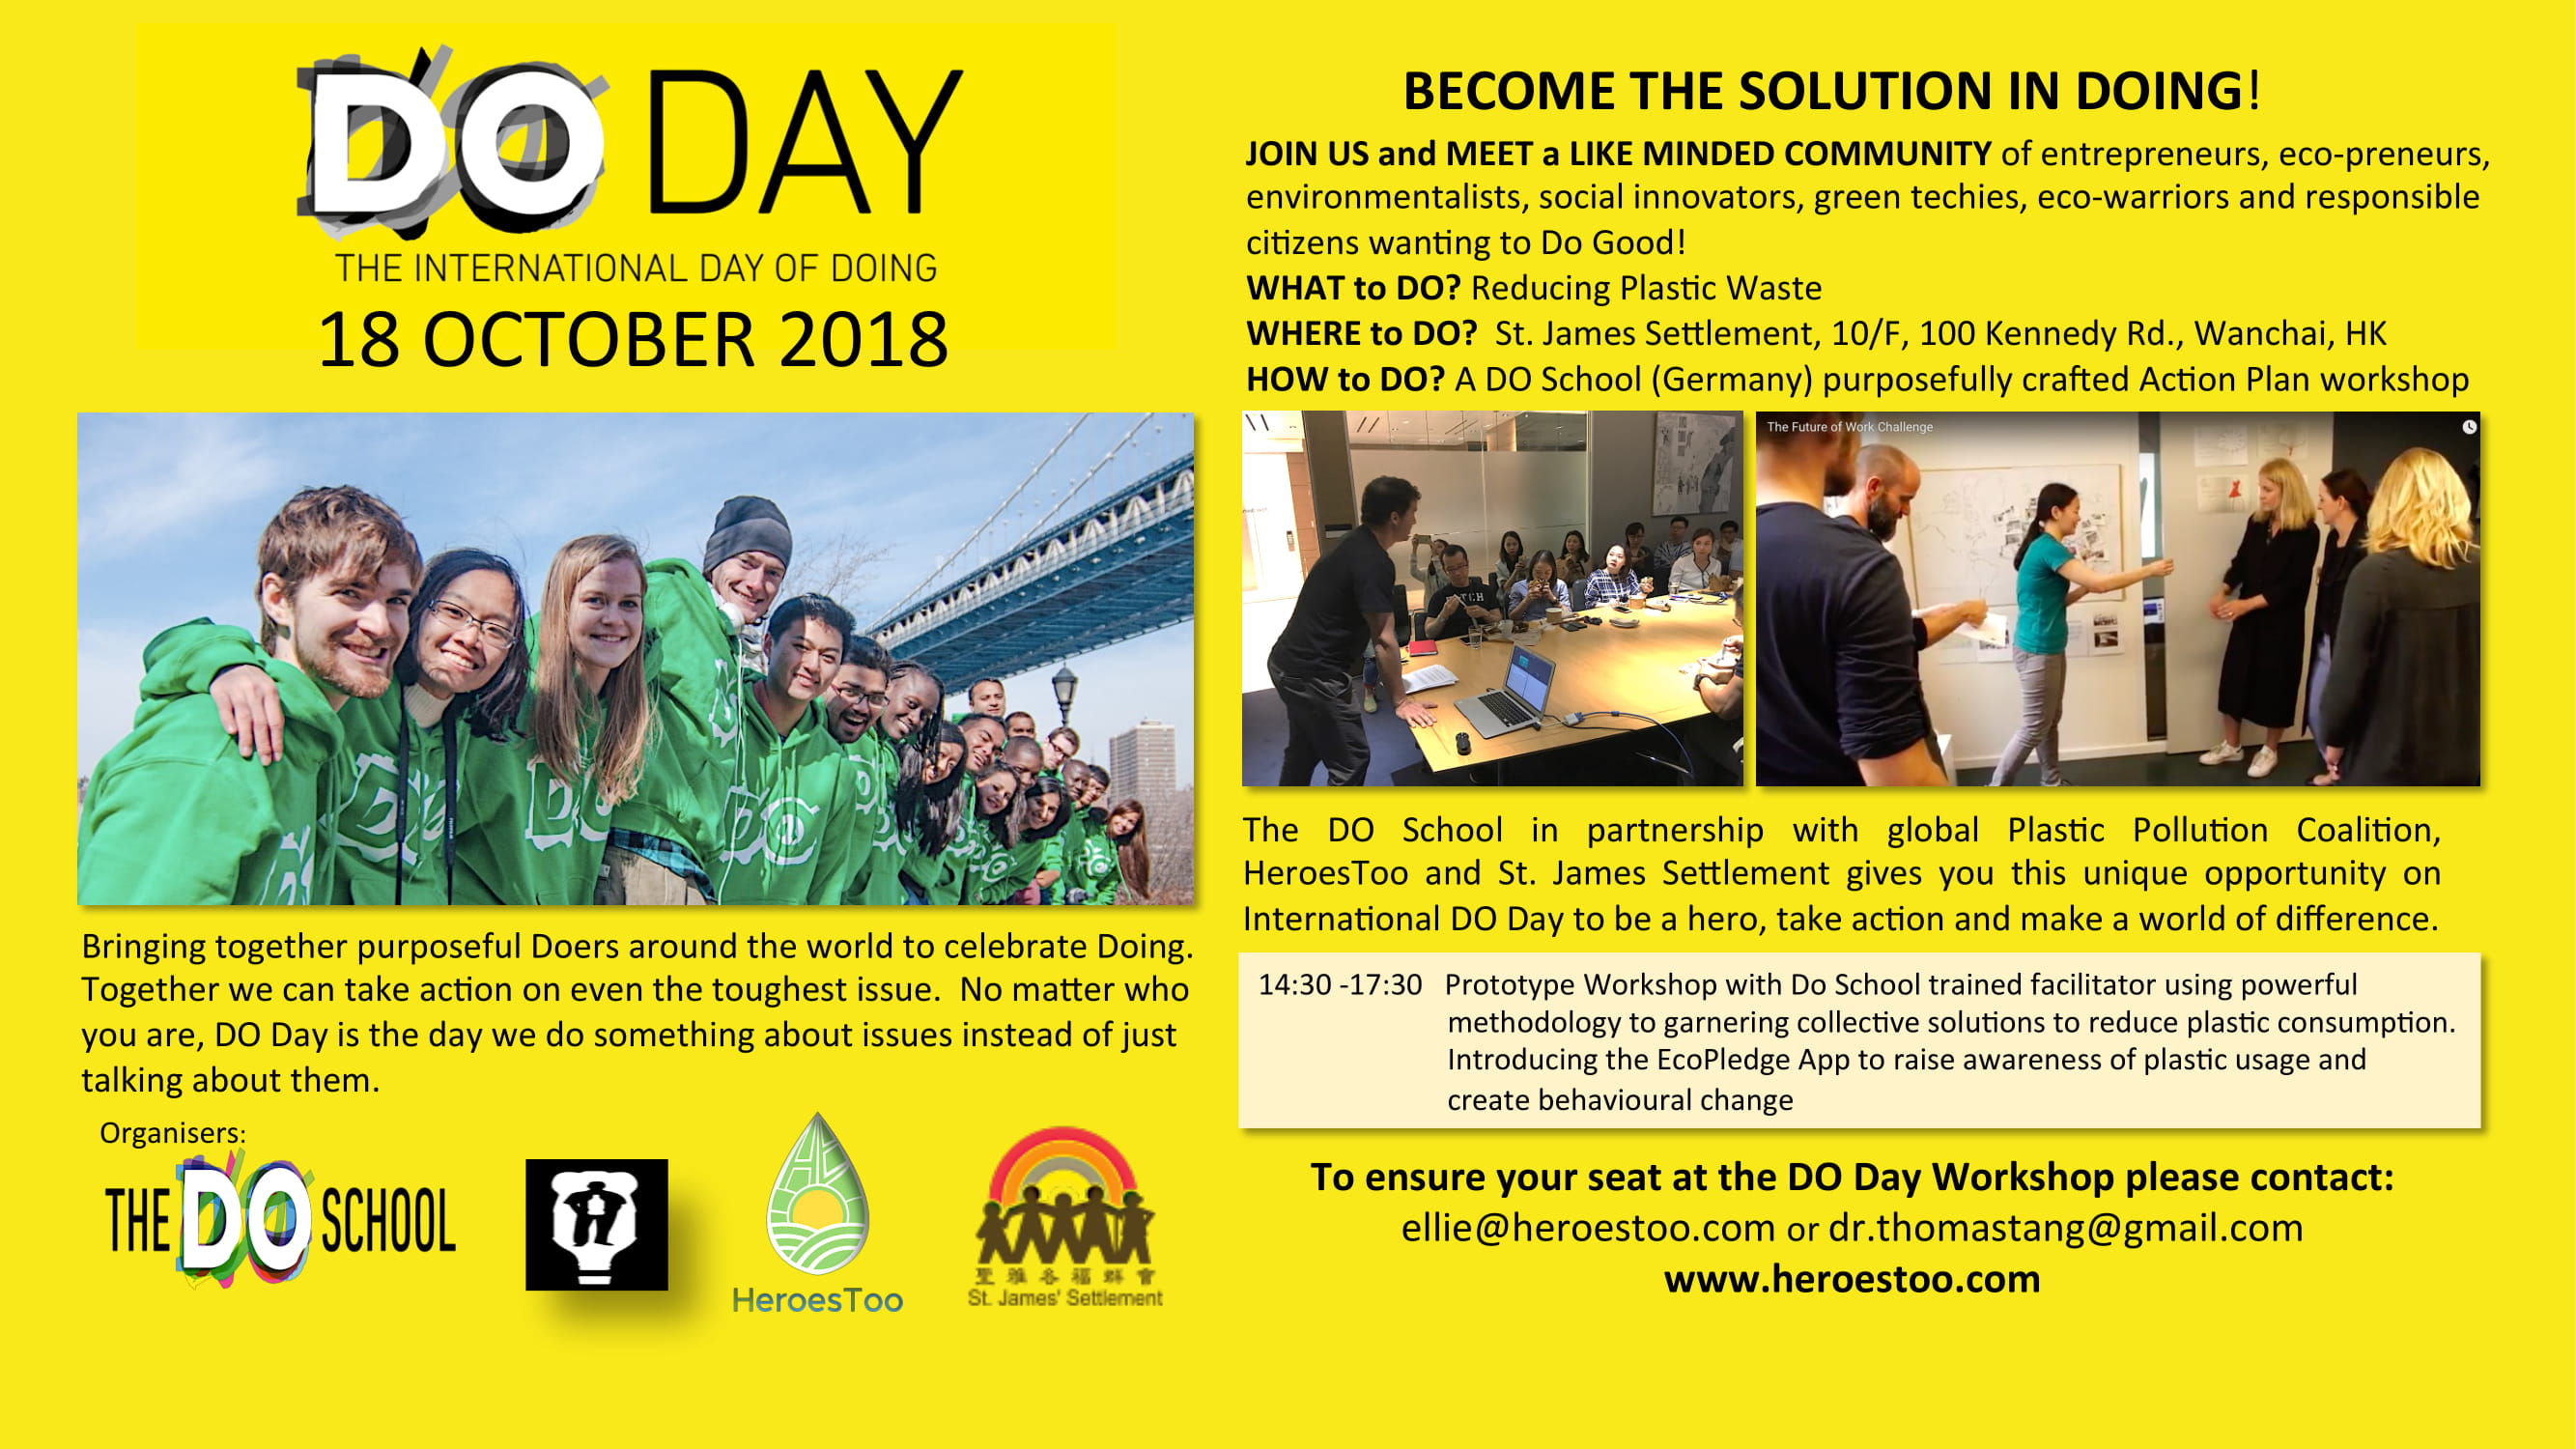 DO DAY
THE INTERNATIONAL DAY OF DOING
18 OCTOBER 2018
Bringing together purposeful Doers around the world to celebrate Doing.
Together we can take action on even the toughest issue.  No matter who
you are, DO Day is the day we do something about issues instead of just
talking about them.
Organisers:
THE DO SCHOOL
HeroesToo
聖雅各福群會
St. James' Settlement
BECOME THE SOLUTION IN DOING!
JOIN US and MEET a LIKE MINDED COMMUNITY of entrepreneurs, eco-preneurs,
environmentalists, social innovators, green techies, eco-warriors and responsible
citizens wanting to Do Good!
WHAT to DO? Reducing Plastic Waste
WHERE to DO?  St. James Settlement, 10/F, 100 Kennedy Rd., Wanchai, HK
HOW to DO? A DO School (Germany) purposefully crafted Action Plan workshop
The Future of Work Challenge
The DO School in partnership with global Plastic Pollution Coalition,
HeroesToo and St. James Settlement gives you this unique opportunity on
International DO Day to be a hero, take action and make a world of difference.
14:30 -17:30   Prototype Workshop with Do School trained facilitator using powerful
methodology to garnering collective solutions to reduce plastic consumption.
Introducing the EcoPledge App to raise awareness of plastic usage and
create behavioural change
To ensure your seat at the DO Day Workshop please contact:
ellie@heroestoo.com or dr.thomastang@gmail.com
www.heroestoo.com